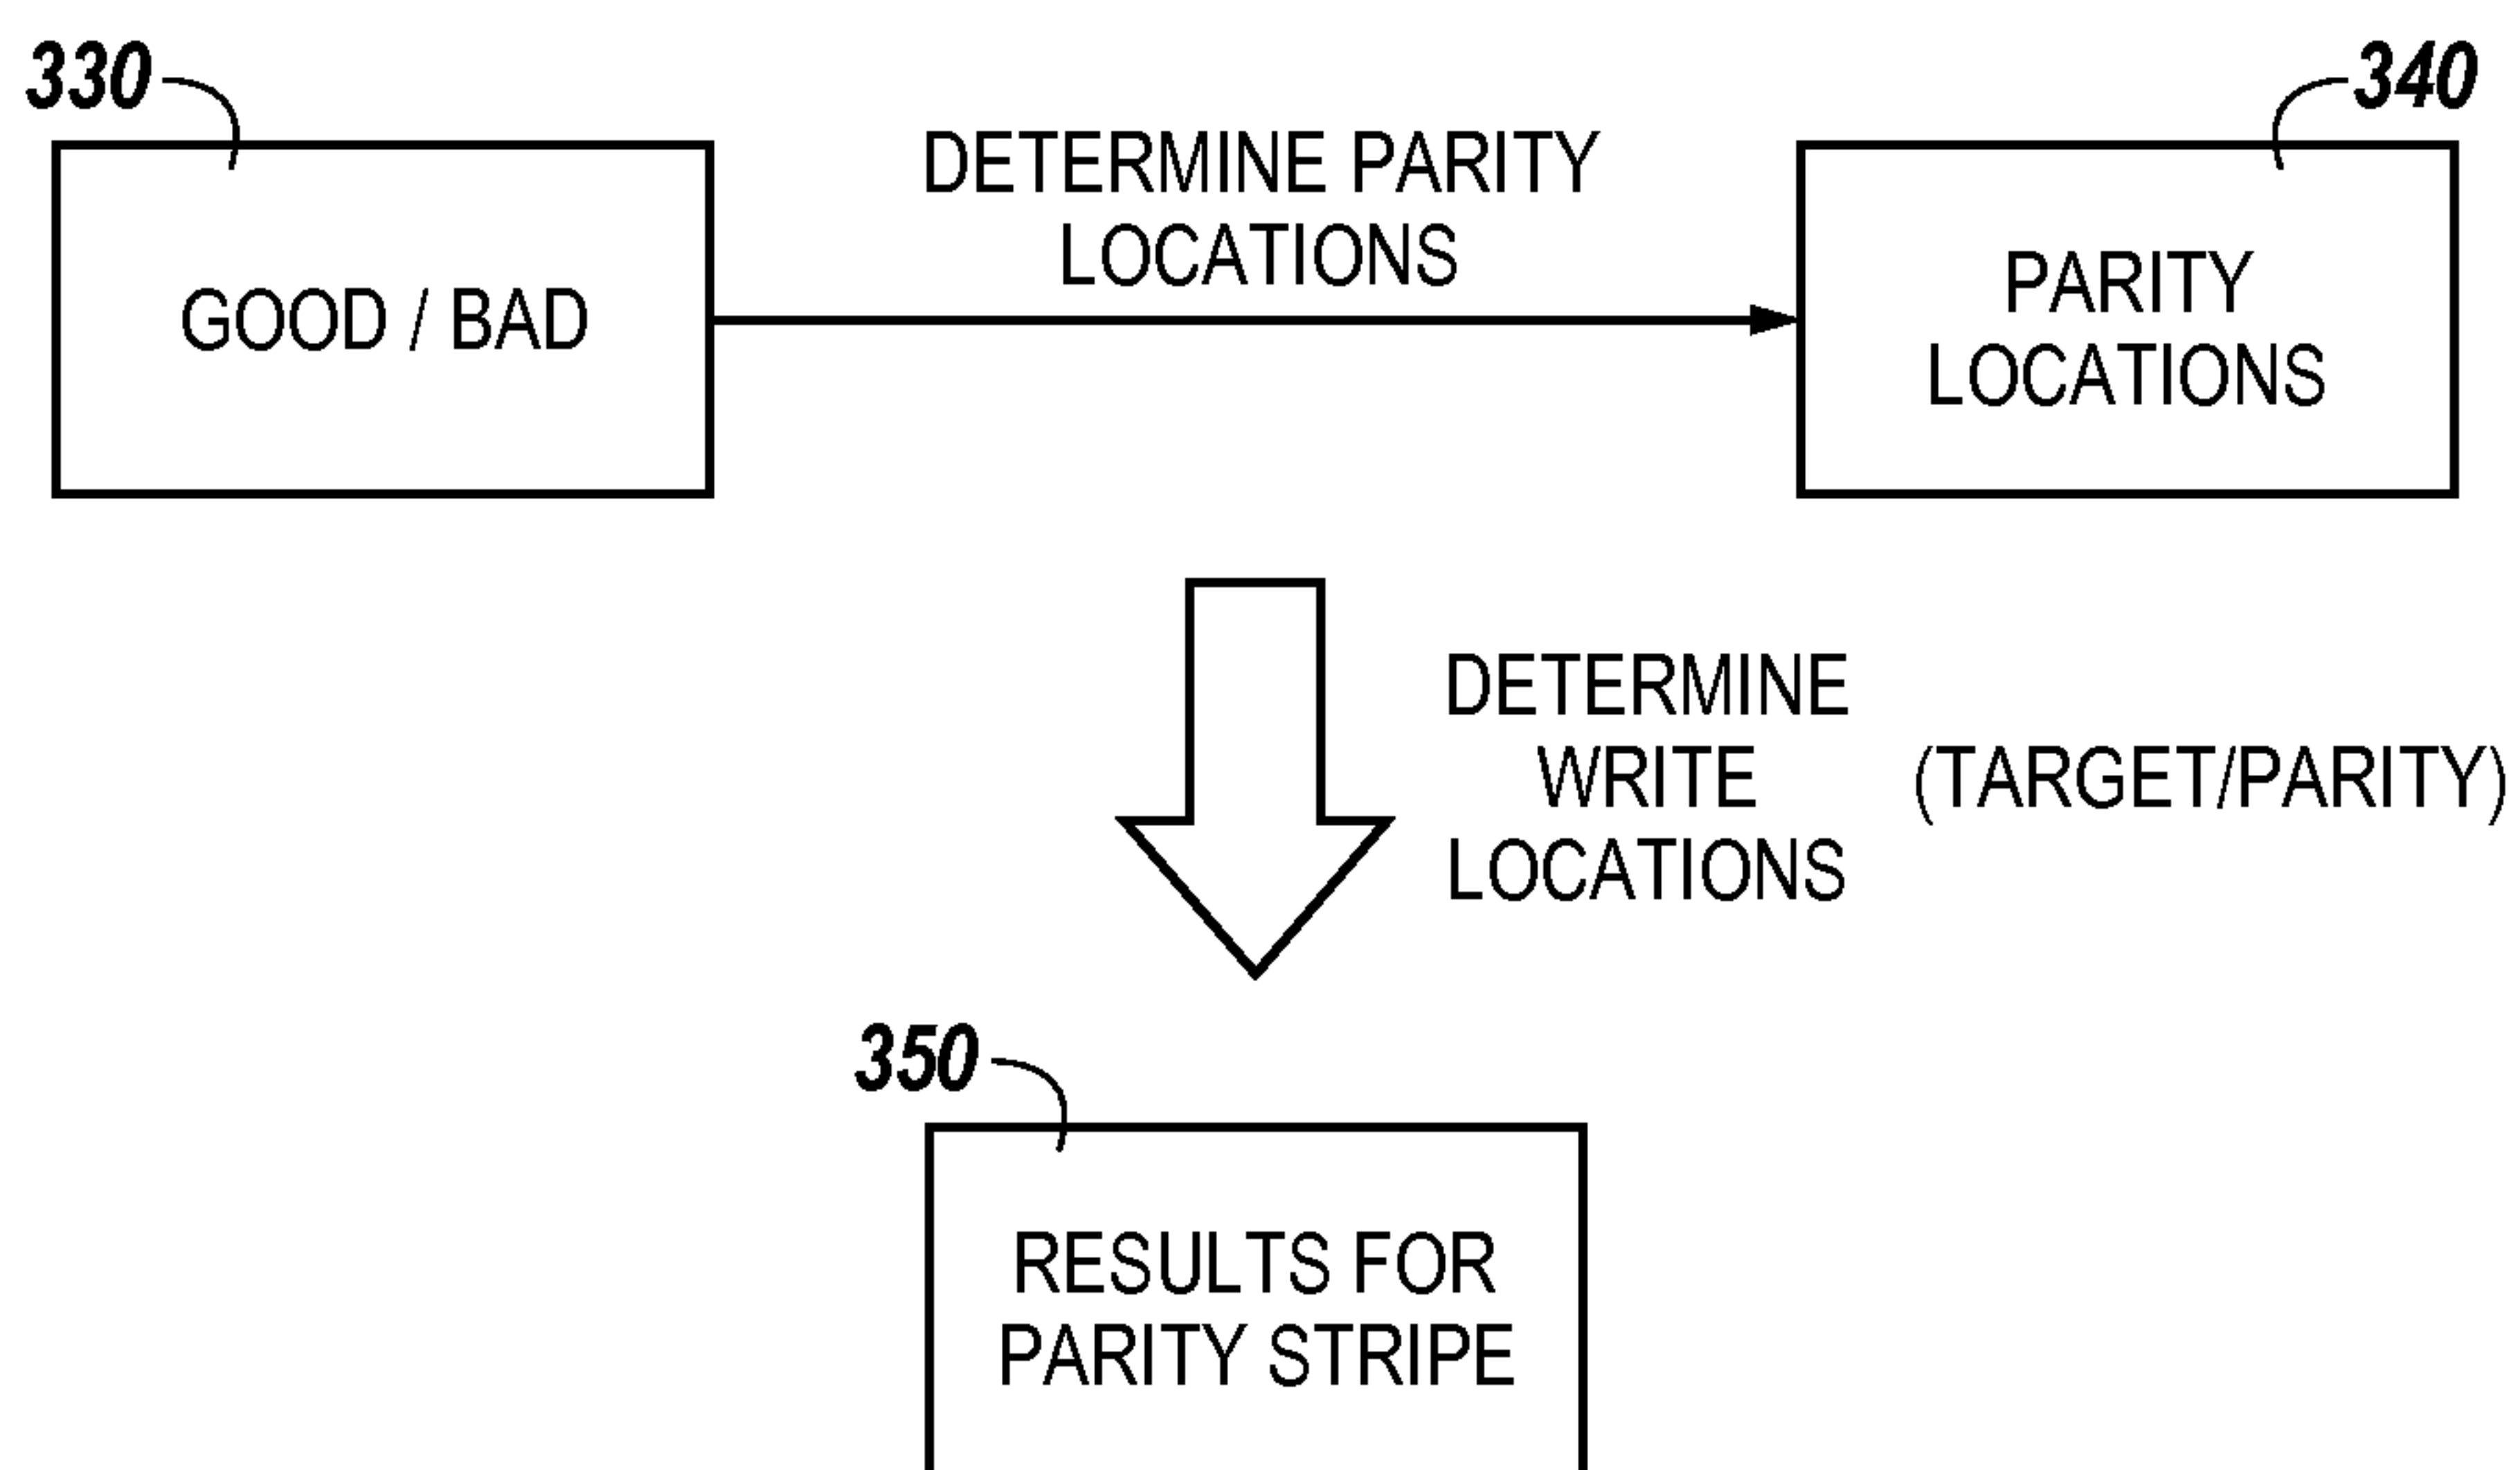 330
340
DETERMINE PARITY
LOCATIONS
GOOD / BAD
PARITY
LOCATIONS
DETERMINE
WRITE (TARGET/PARITY)
LOCATIONS
350
RESULTS FOR
PARITY STRIPE